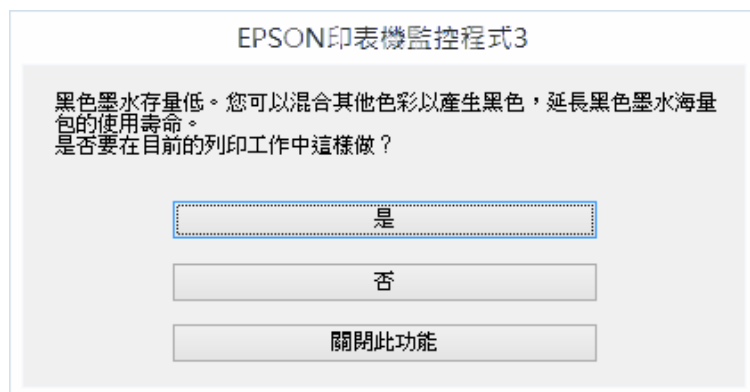 EPSON印表機監控程式3
黑色墨水存量低。您可以混合其他色彩以產生黑色，延長黑色墨水海量
包的使用壽命。
是否要在目前的列印工作中這樣做？
是
否
關閉此功能